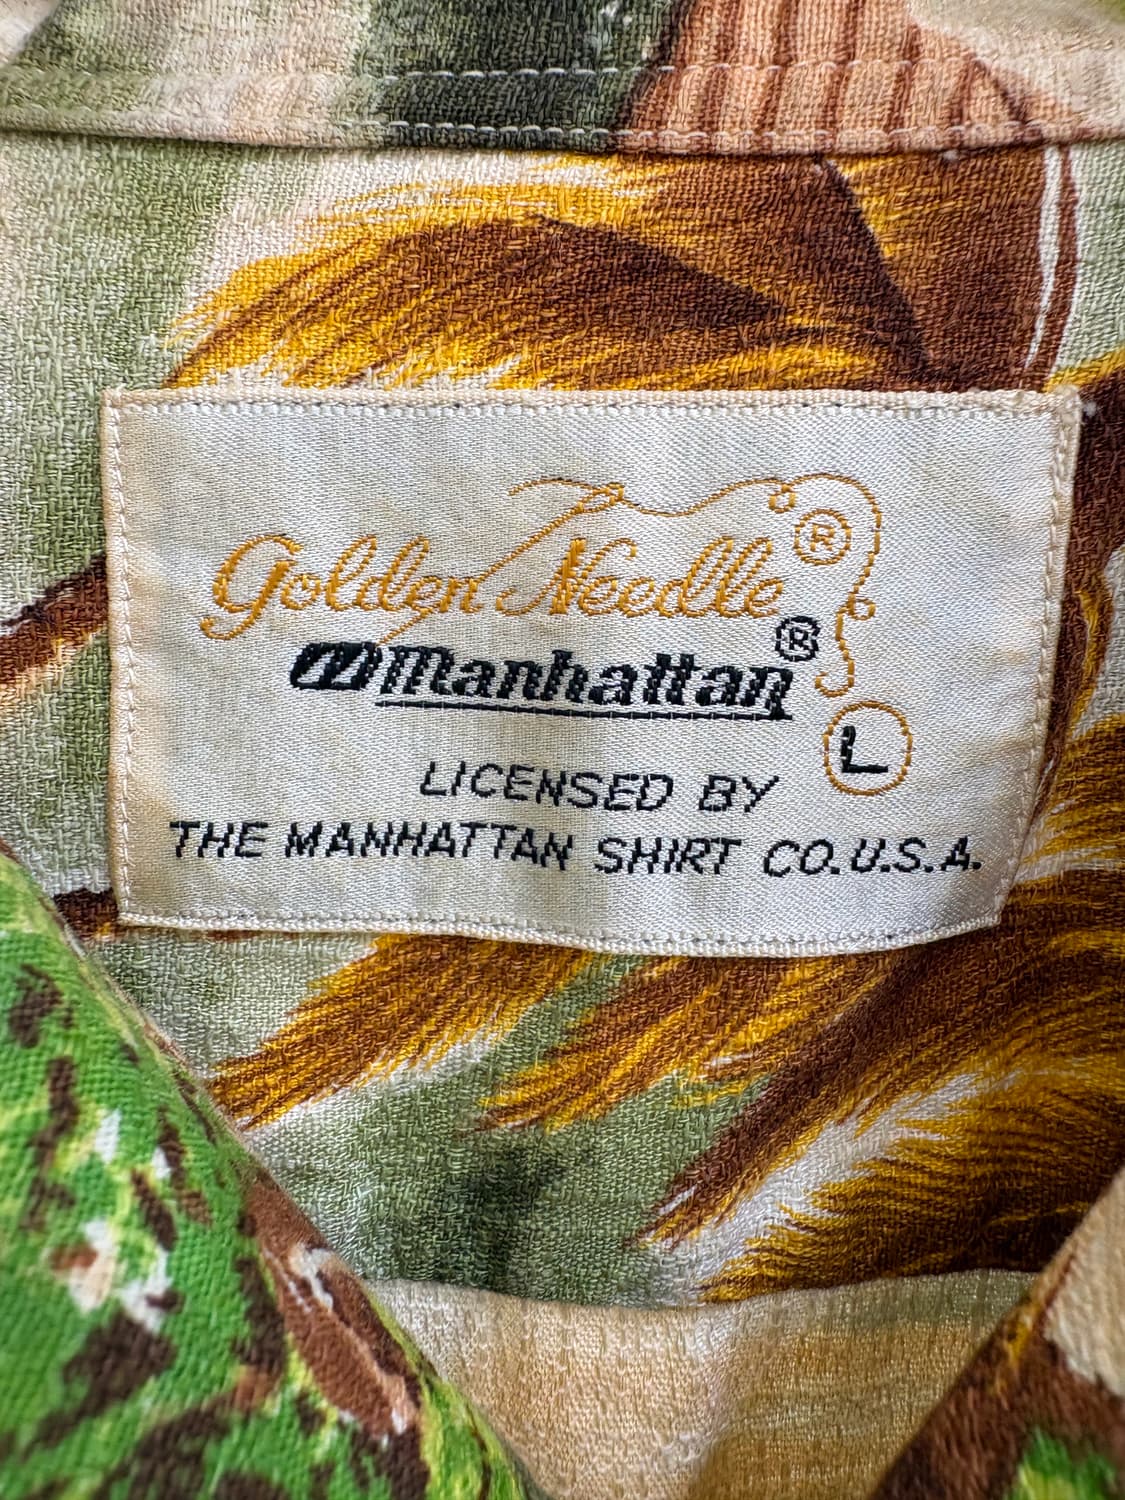 Golden Needle ®
Manhattan ®
L
LICENSED BY
THE MANHATTAN SHIRT CO. U.S.A.